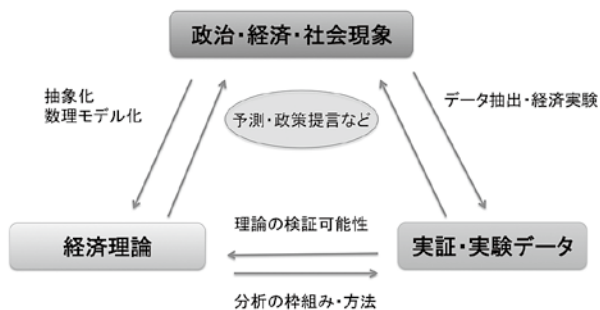 政治・経済・社会現象
抽象化
数理モデル化
予測・政策提言など
データ抽出・経済実験
経済理論
理論の検証可能性
実証・実験データ
分析の枠組み・方法